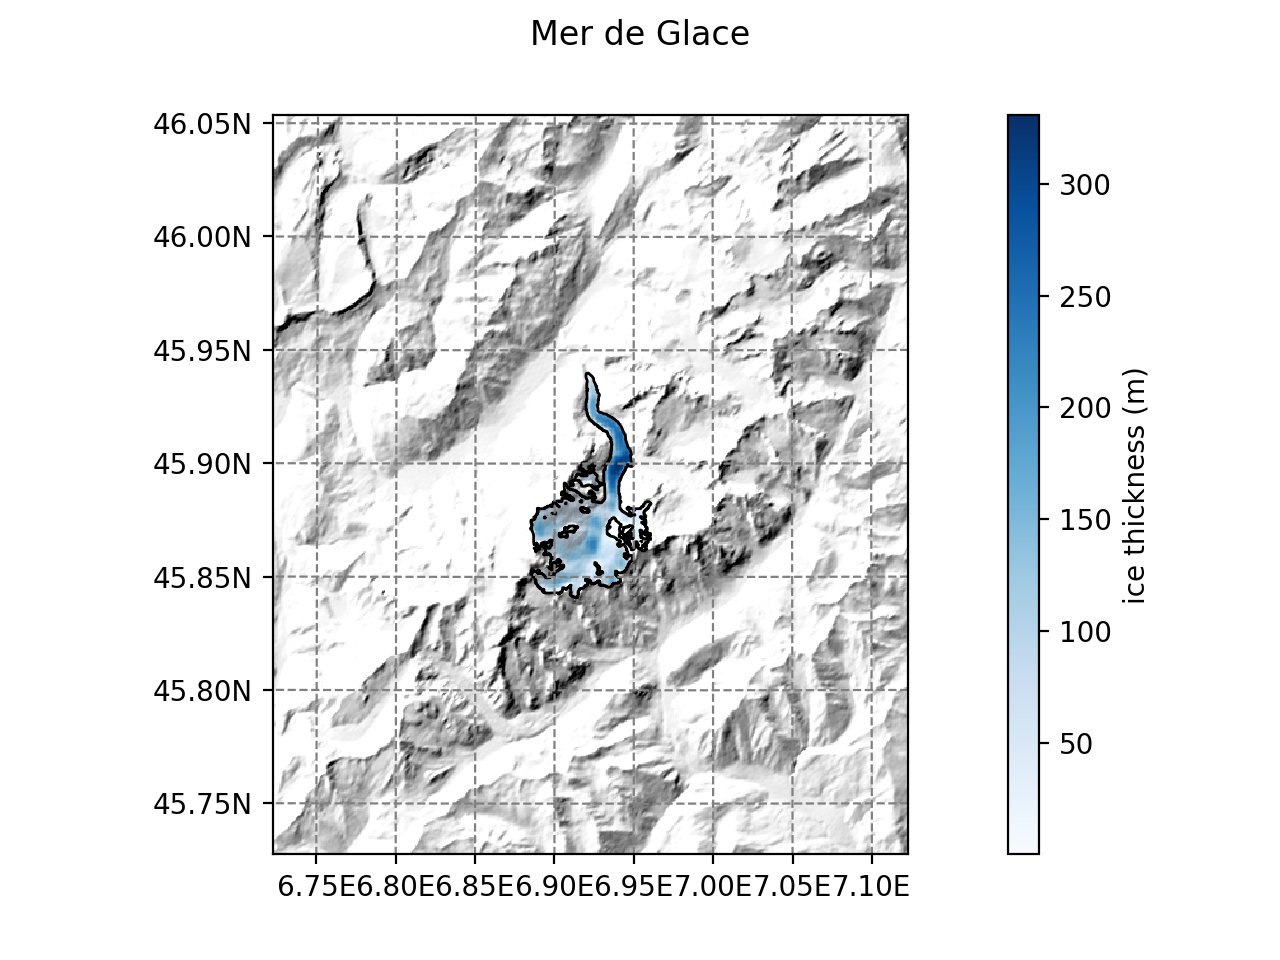 Mer de Glace
46.05N
46.00N
45.95N
45.90N
45.85N
45.80N
45.75N
6.75E 6.80E 6.85E 6.90E 6.95E 7.00E 7.05E 7.10E
300
250
200
150
100
50
ice thickness (m)